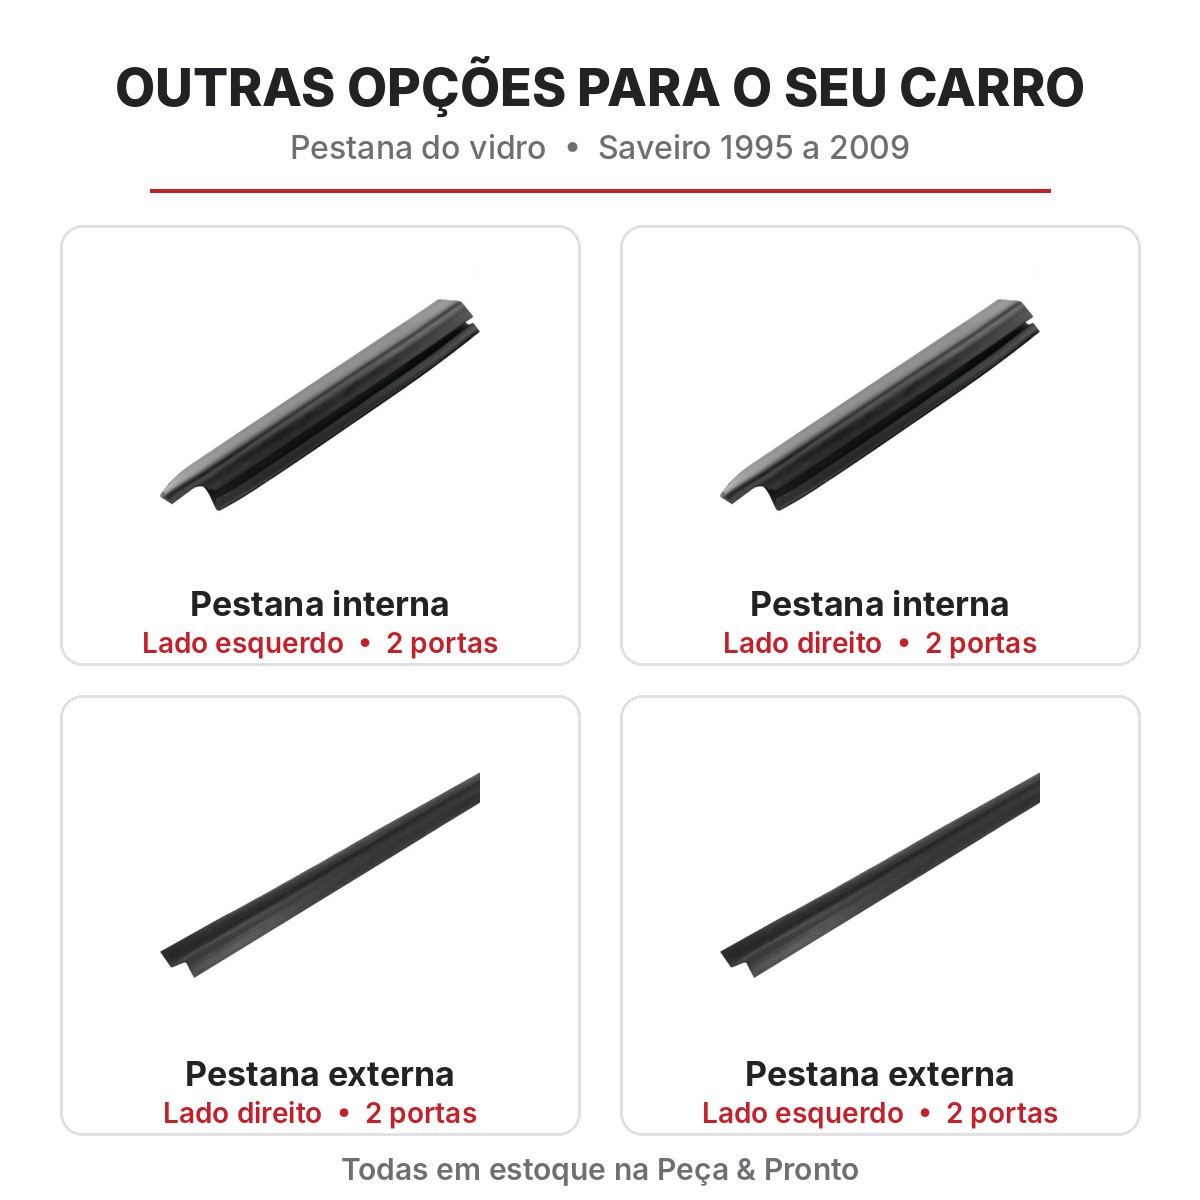 OUTRAS OPÇÕES PARA O SEU CARRO
Pestana do vidro • Saveiro 1995 a 2009
Pestana interna
Lado esquerdo • 2 portas
Pestana interna
Lado direito • 2 portas
Pestana externa
Lado direito • 2 portas
Pestana externa
Lado esquerdo • 2 portas
Todas em estoque na Peça & Pronto